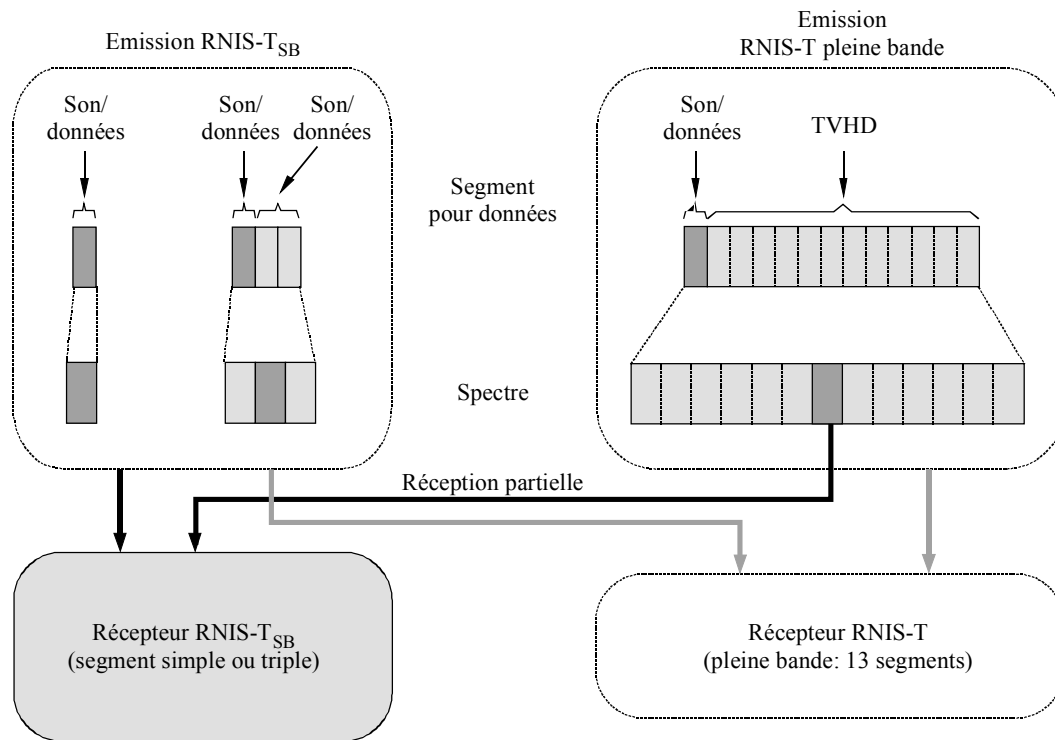 Emission RNIS-TSB
Emission
RNIS-T pleine bande
Son/
données
Son/
données
Son/
données
Segment
pour données
Son/
données
TVHD
Spectre
Réception partielle
Récepteur RNIS-TSB
(segment simple ou triple)
Récepteur RNIS-T
(pleine bande: 13 segments)